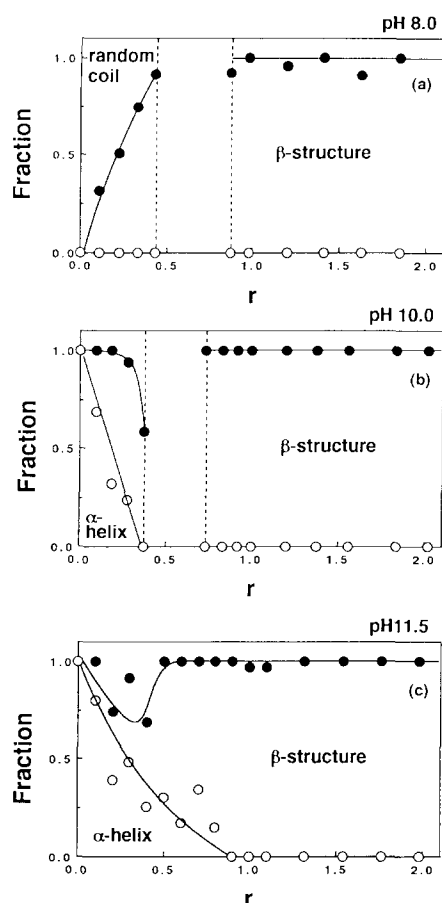 pH 8.0
1.0
random
coil
(a)
Fraction
0.5
β-structure
0.0
0.0 0.5 1.0 1.5 2.0
r
pH 10.0
1.0
(b)
Fraction
0.5
β-structure
α-
helix
0.0
0.0 0.5 1.0 1.5 2.0
r
pH11.5
1.0
(c)
Fraction
0.5
β-structure
α-helix
0.0
0.0 0.5 1.0 1.5 2.0
r